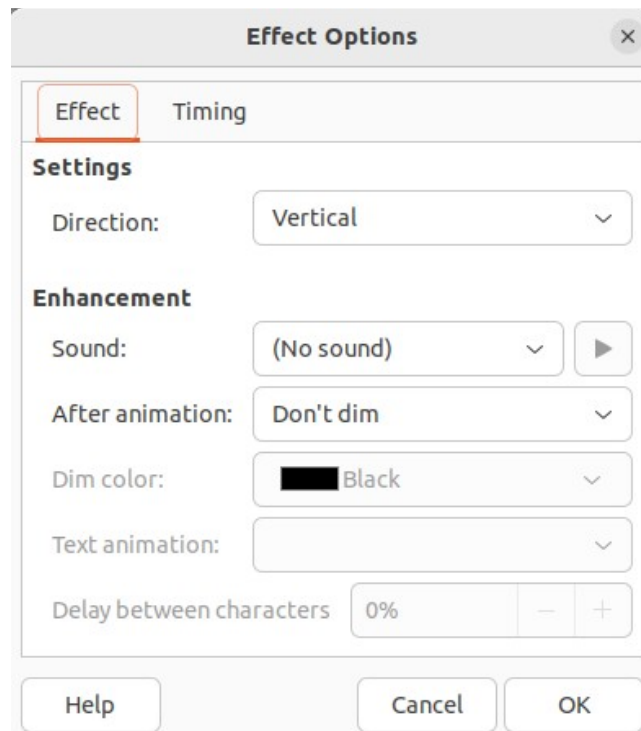 Effect Options
Effect Timing
Settings
Direction: Vertical
Enhancement
Sound: (No sound)
After animation: Don't dim
Dim color: Black
Text animation:
Delay between characters 0%
Help Cancel OK